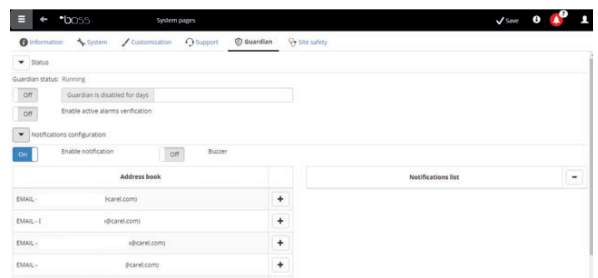 boss System pages Save
Information System Customization Support Guardian Site safety
Status
Guardian status: Running
Off Guardian is disabled for days
Off Enable active alarms verification
Notifications configuration
On Enable notification Off Buzzer
Address book Notifications list
EMAIL - @carel.com)
EMAIL - I @carel.com)
EMAIL - @carel.com)
EMAIL - @carel.com)